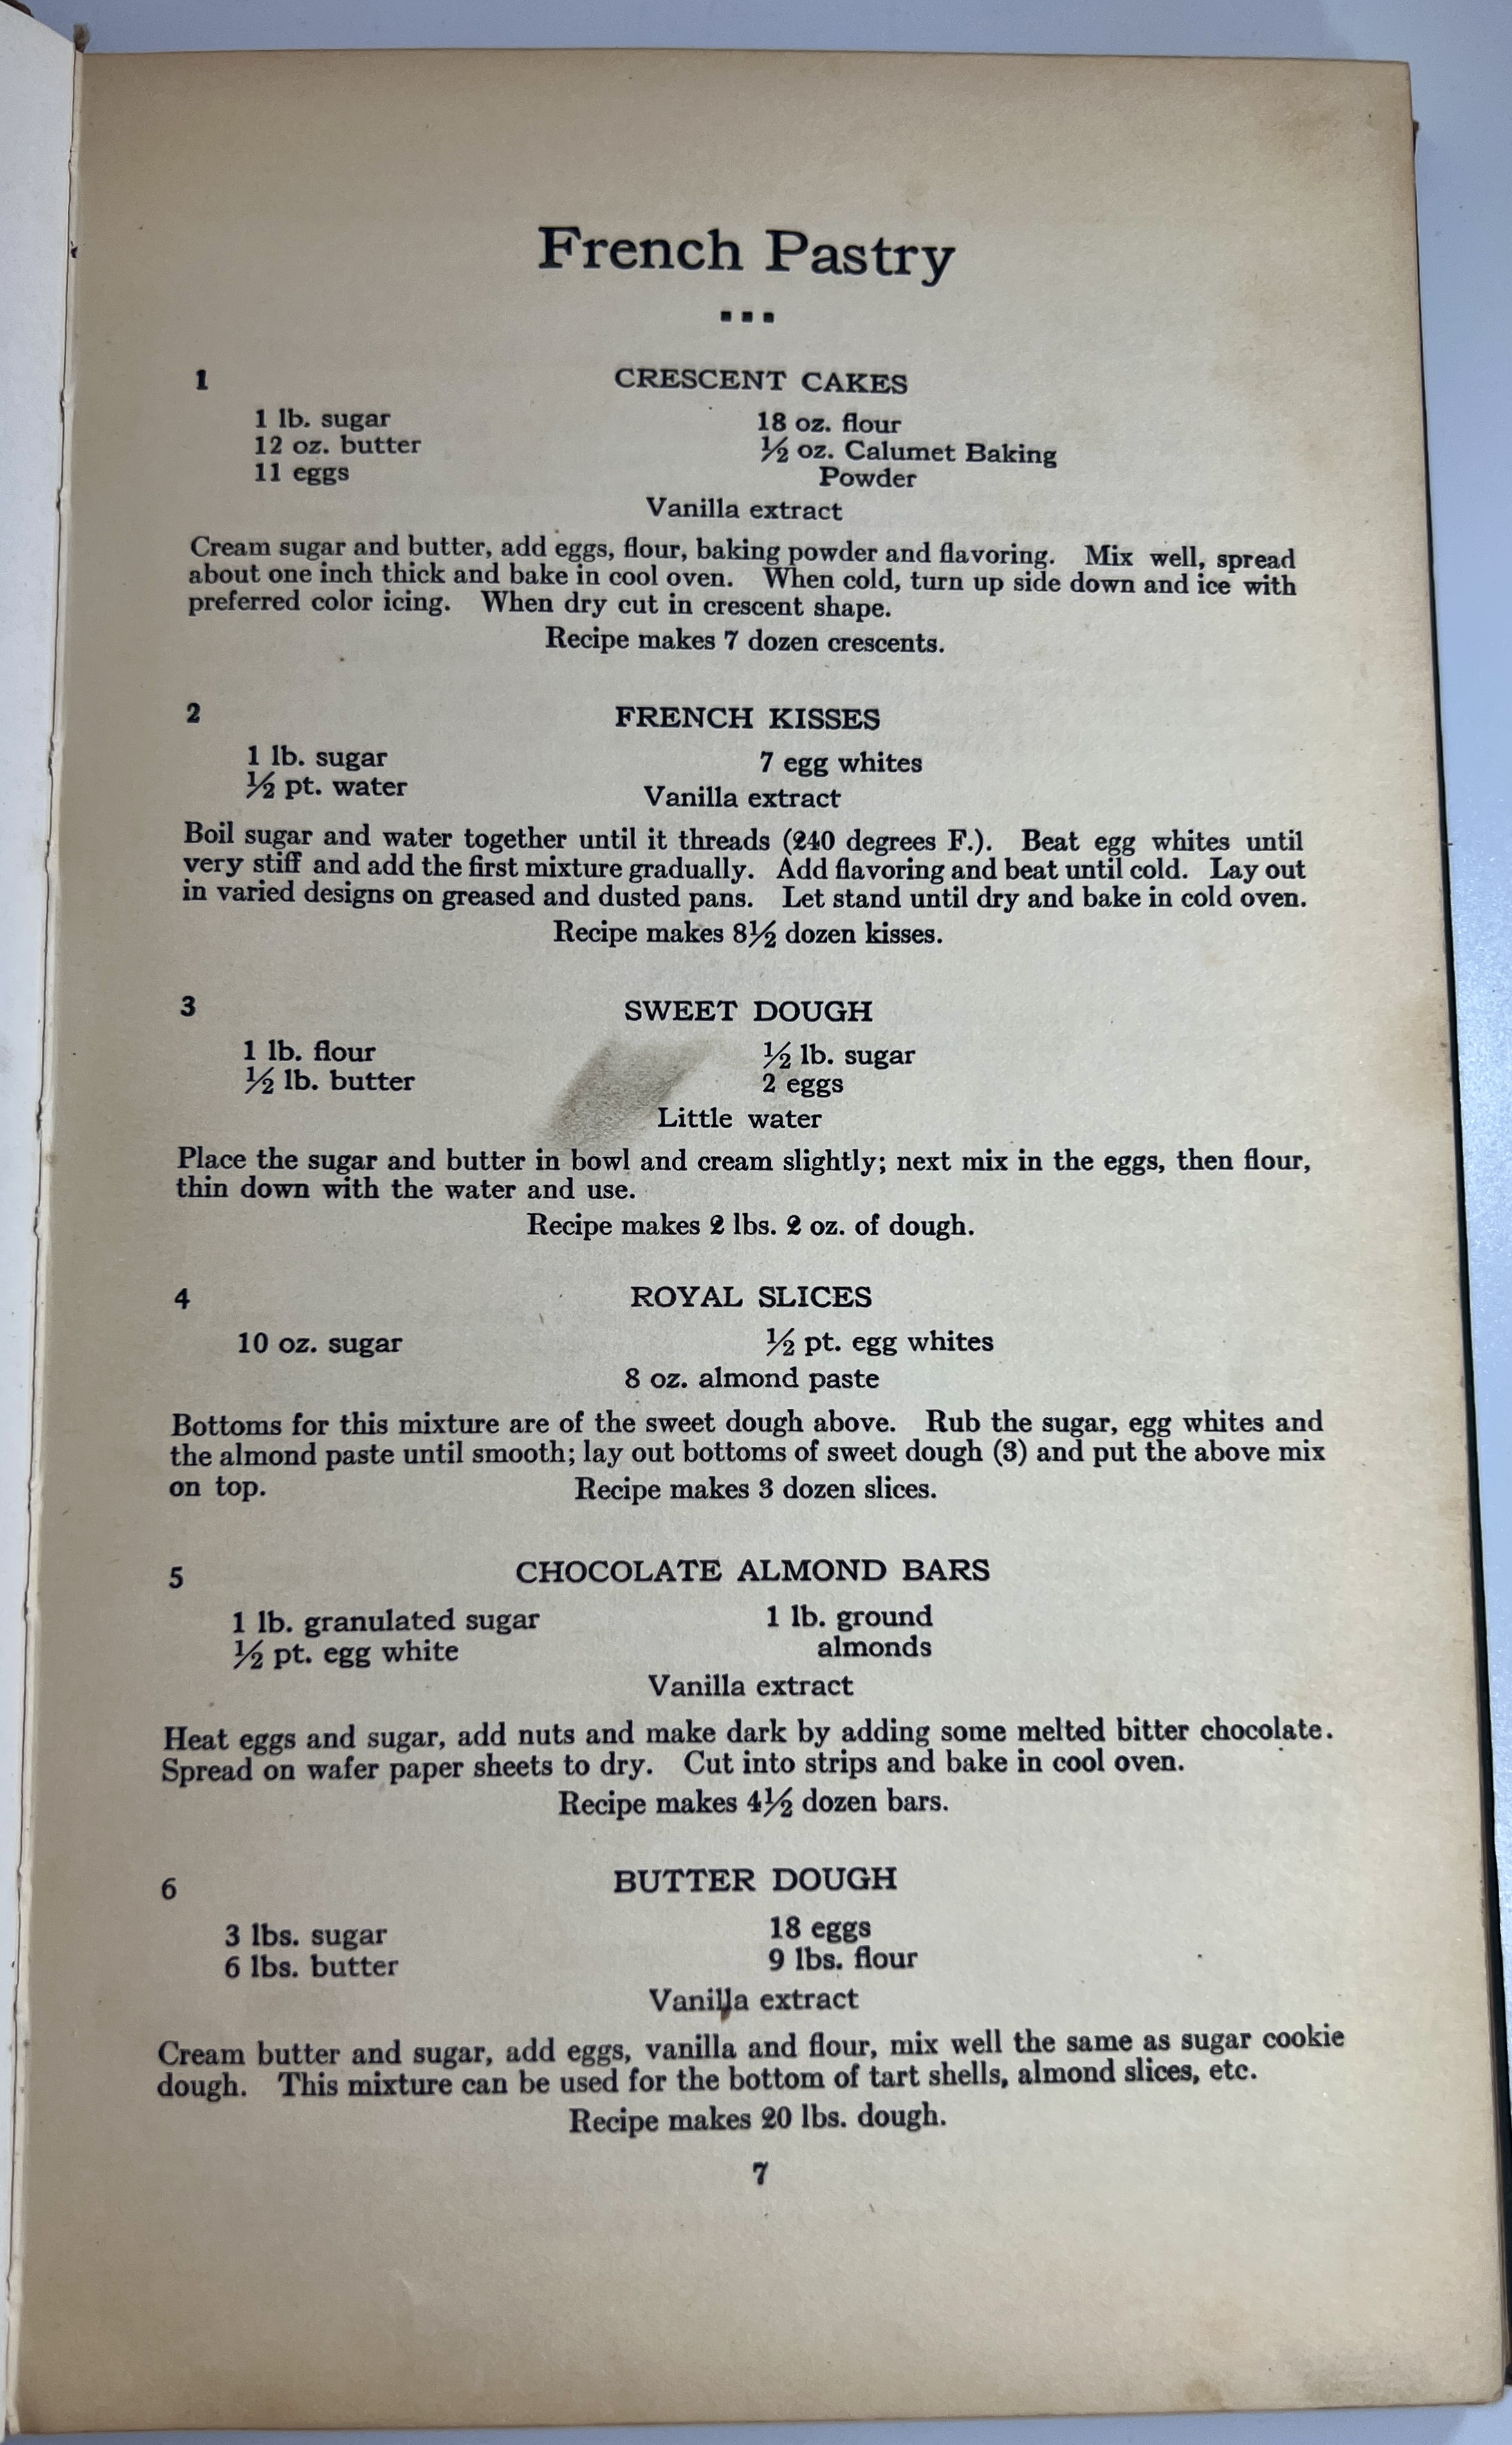 French Pastry
1 CRESCENT CAKES
1 lb. sugar 18 oz. flour
12 oz. butter ½ oz. Calumet Baking
11 eggs Powder
Vanilla extract
Cream sugar and butter, add eggs, flour, baking powder and flavoring. Mix well, spread
about one inch thick and bake in cool oven. When cold, turn up side down and ice with
preferred color icing. When dry cut in crescent shape.
Recipe makes 7 dozen crescents.
2 FRENCH KISSES
1 lb. sugar 7 egg whites
½ pt. water Vanilla extract
Boil sugar and water together until it threads (240 degrees F.). Beat egg whites until
very stiff and add the first mixture gradually. Add flavoring and beat until cold. Lay out
in varied designs on greased and dusted pans. Let stand until dry and bake in cold oven.
Recipe makes 8½ dozen kisses.
3 SWEET DOUGH
1 lb. flour ½ lb. sugar
½ lb. butter 2 eggs
Little water
Place the sugar and butter in bowl and cream slightly; next mix in the eggs, then flour,
thin down with the water and use.
Recipe makes 2 lbs. 2 oz. of dough.
4 ROYAL SLICES
10 oz. sugar ½ pt. egg whites
8 oz. almond paste
Bottoms for this mixture are of the sweet dough above. Rub the sugar, egg whites and
the almond paste until smooth; lay out bottoms of sweet dough (3) and put the above mix
on top. Recipe makes 3 dozen slices.
5 CHOCOLATE ALMOND BARS
1 lb. granulated sugar 1 lb. ground
½ pt. egg white almonds
Vanilla extract
Heat eggs and sugar, add nuts and make dark by adding some melted bitter chocolate.
Spread on wafer paper sheets to dry. Cut into strips and bake in cool oven.
Recipe makes 4½ dozen bars.
6 BUTTER DOUGH
3 lbs. sugar 18 eggs
6 lbs. butter 9 lbs. flour
Vanilla extract
Cream butter and sugar, add eggs, vanilla and flour, mix well the same as sugar cookie
dough. This mixture can be used for the bottom of tart shells, almond slices, etc.
Recipe makes 20 lbs. dough.
7